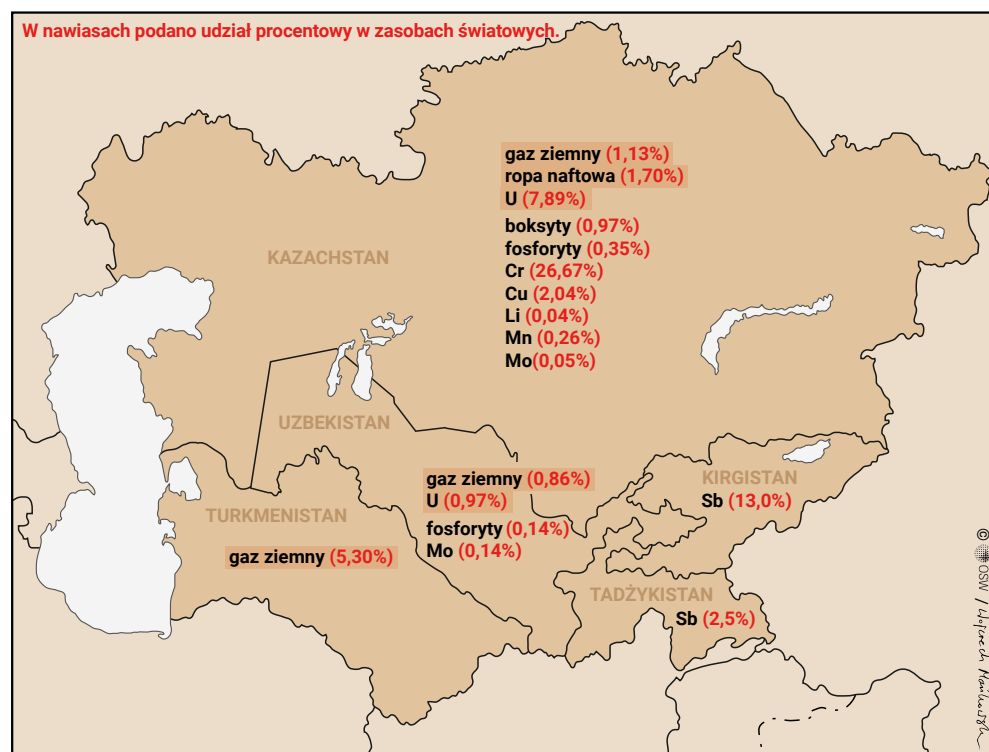 W nawiasach podano udział procentowy w zasobach światowych.
gaz ziemny (1,13%)
ropa naftowa (1,70%)
U (7,89%)
boksyty (0,97%)
fosforyty (0,35%)
Cr (26,67%)
Cu (2,04%)
Li (0,04%)
Mn (0,26%)
Mo(0,05%)
KAZACHSTAN
UZBEKISTAN
gaz ziemny (0,86%)
U (0,97%)
fosforyty (0,14%)
Mo (0,14%)
KIRGISTAN
Sb (13,0%)
TURKMENISTAN
gaz ziemny (5,30%)
TADŻYKISTAN
Sb (2,5%)
© OSW / Wojciech Mańkowski